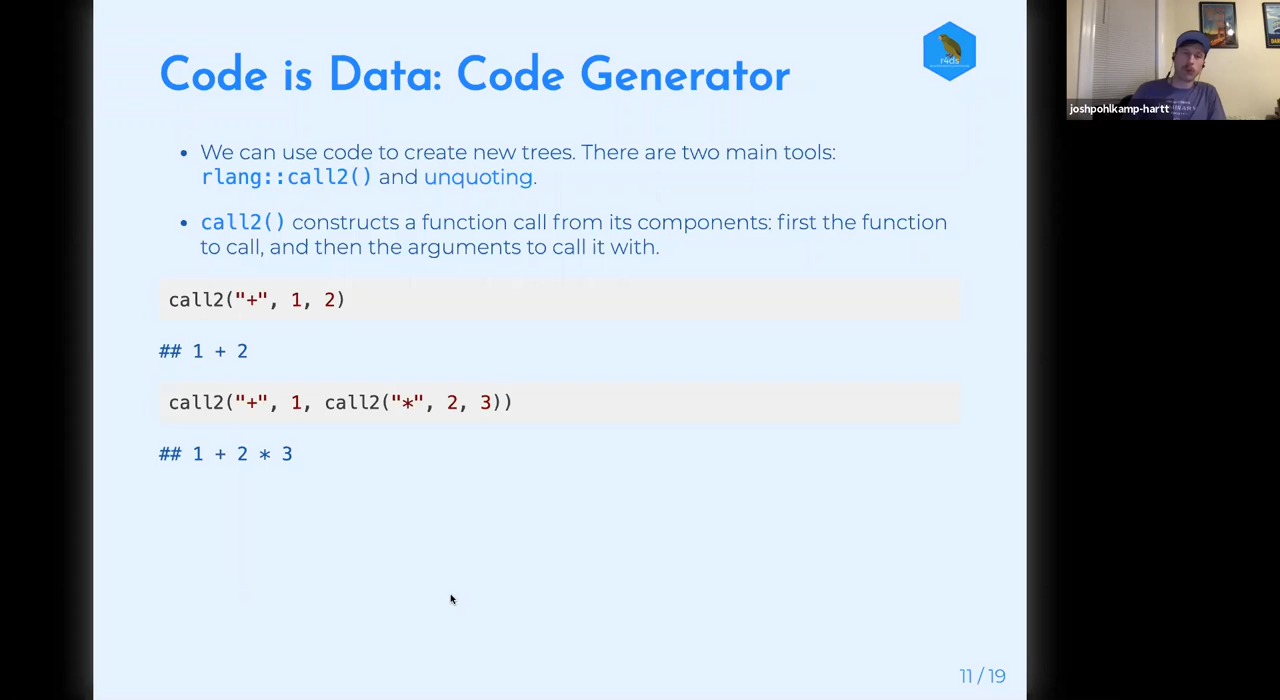 Code is Data: Code Generator
r4ds
joshpohlkamp-hartt
• We can use code to create new trees. There are two main tools:
rlang::call2() and unquoting.
• call2() constructs a function call from its components: first the function
to call, and then the arguments to call it with.
call2("+", 1, 2)
## 1 + 2
call2("+", 1, call2("*", 2, 3))
## 1 + 2 * 3
11 / 19